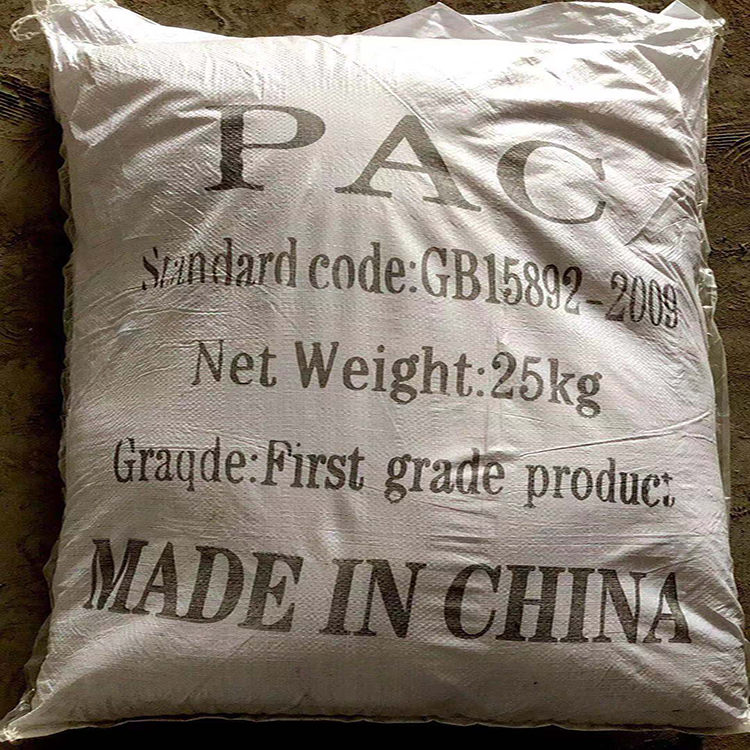 PAC
Standard code:GB15892-2009
Net Weight:25kg
Graqde:First grade product
MADE IN CHINA